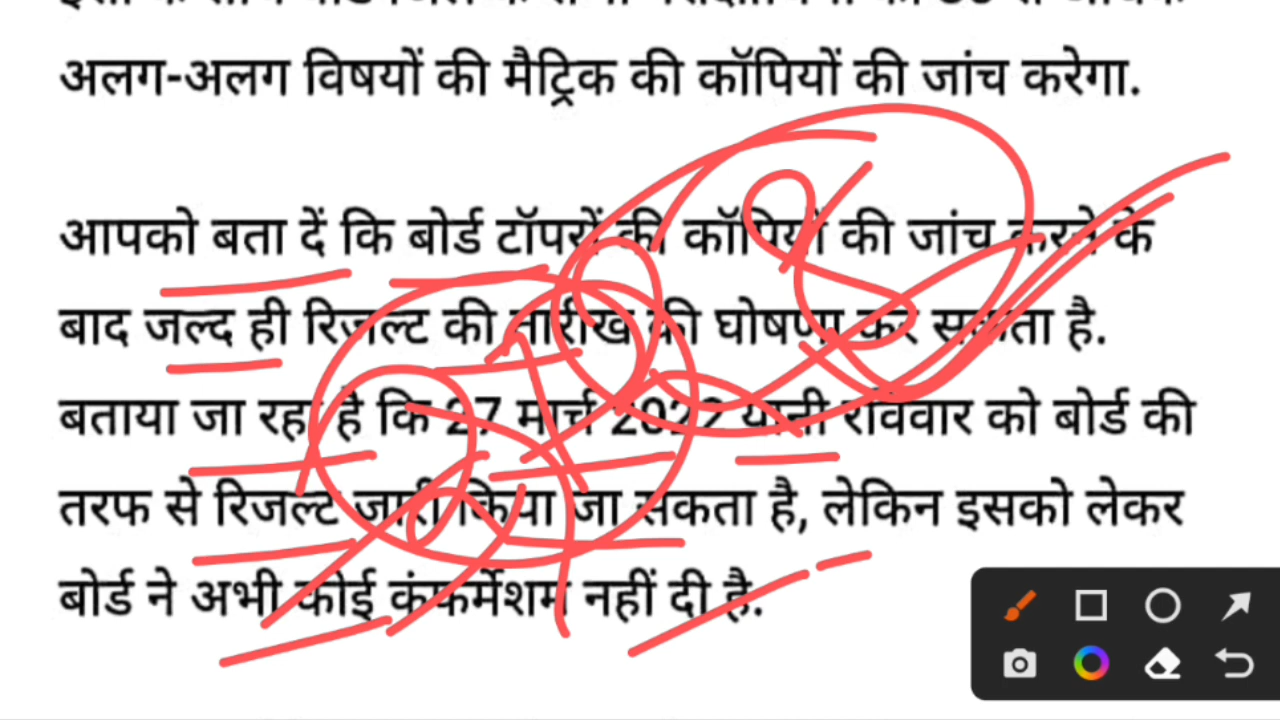 अलग-अलग विषयों की मैट्रिक की कॉपियों की जांच करेगा.
आपको बता दें कि बोर्ड टॉपरों की कॉपियों की जांच करने के
बाद जल्द ही रिजल्ट की तारीख की घोषणा कर सकता है.
बताया जा रहा है कि 27 मार्च 2022 यानी रविवार को बोर्ड की
तरफ से रिजल्ट जारी किया जा सकता है, लेकिन इसको लेकर
बोर्ड ने अभी कोई कंफर्मेशम नहीं दी है.